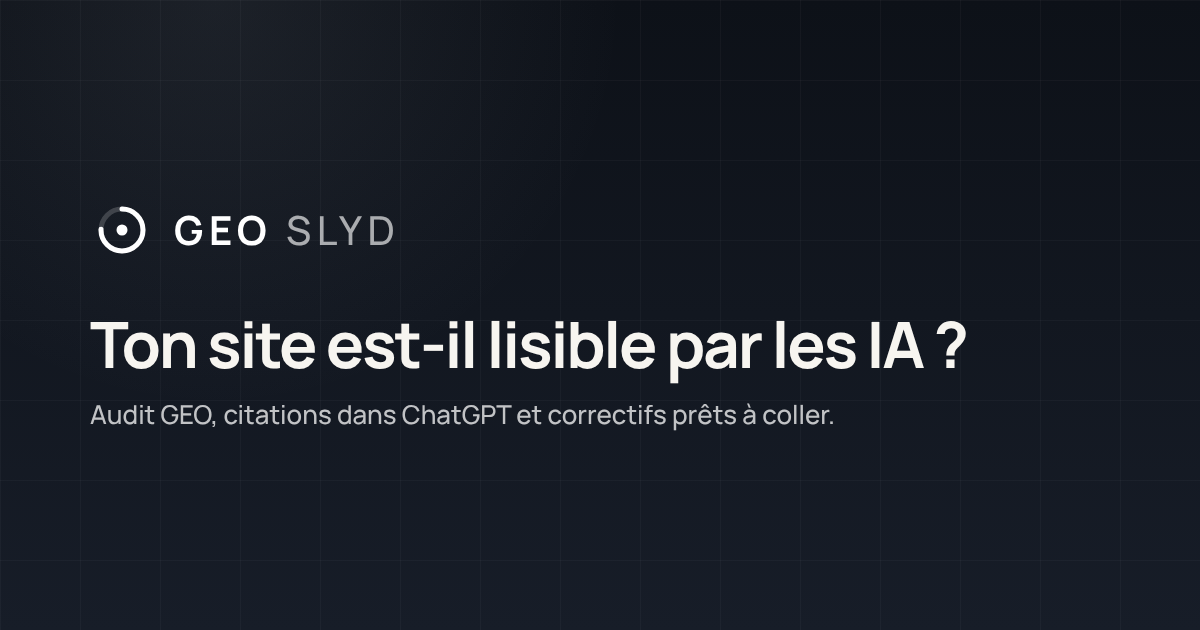 GEO SLYD
Ton site est-il lisible par les IA ?
Audit GEO, citations dans ChatGPT et correctifs prêts à coller.